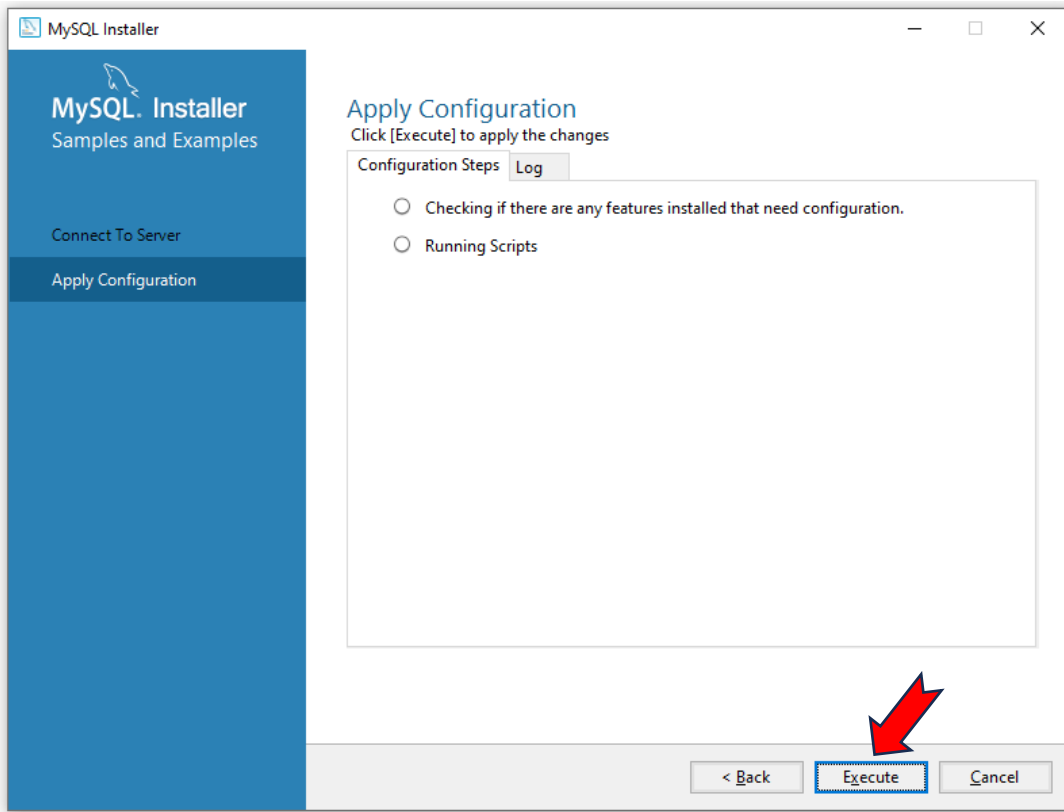 MySQL Installer
MySQL. Installer
Samples and Examples
Connect To Server
Apply Configuration
Apply Configuration
Click [Execute] to apply the changes
Configuration Steps
Log
Checking if there are any features installed that need configuration.
Running Scripts
< Back
Execute
Cancel